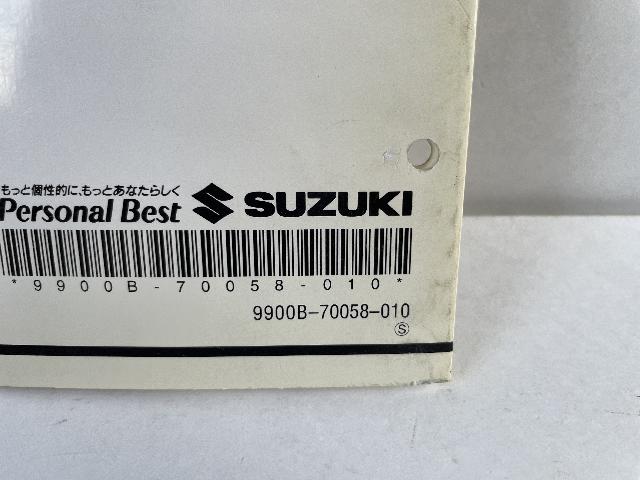 もっと個性的に、もっとあなたらしく
Personal Best SUZUKI
*9900B-70058-010*
9900B-70058-010
Ⓢ